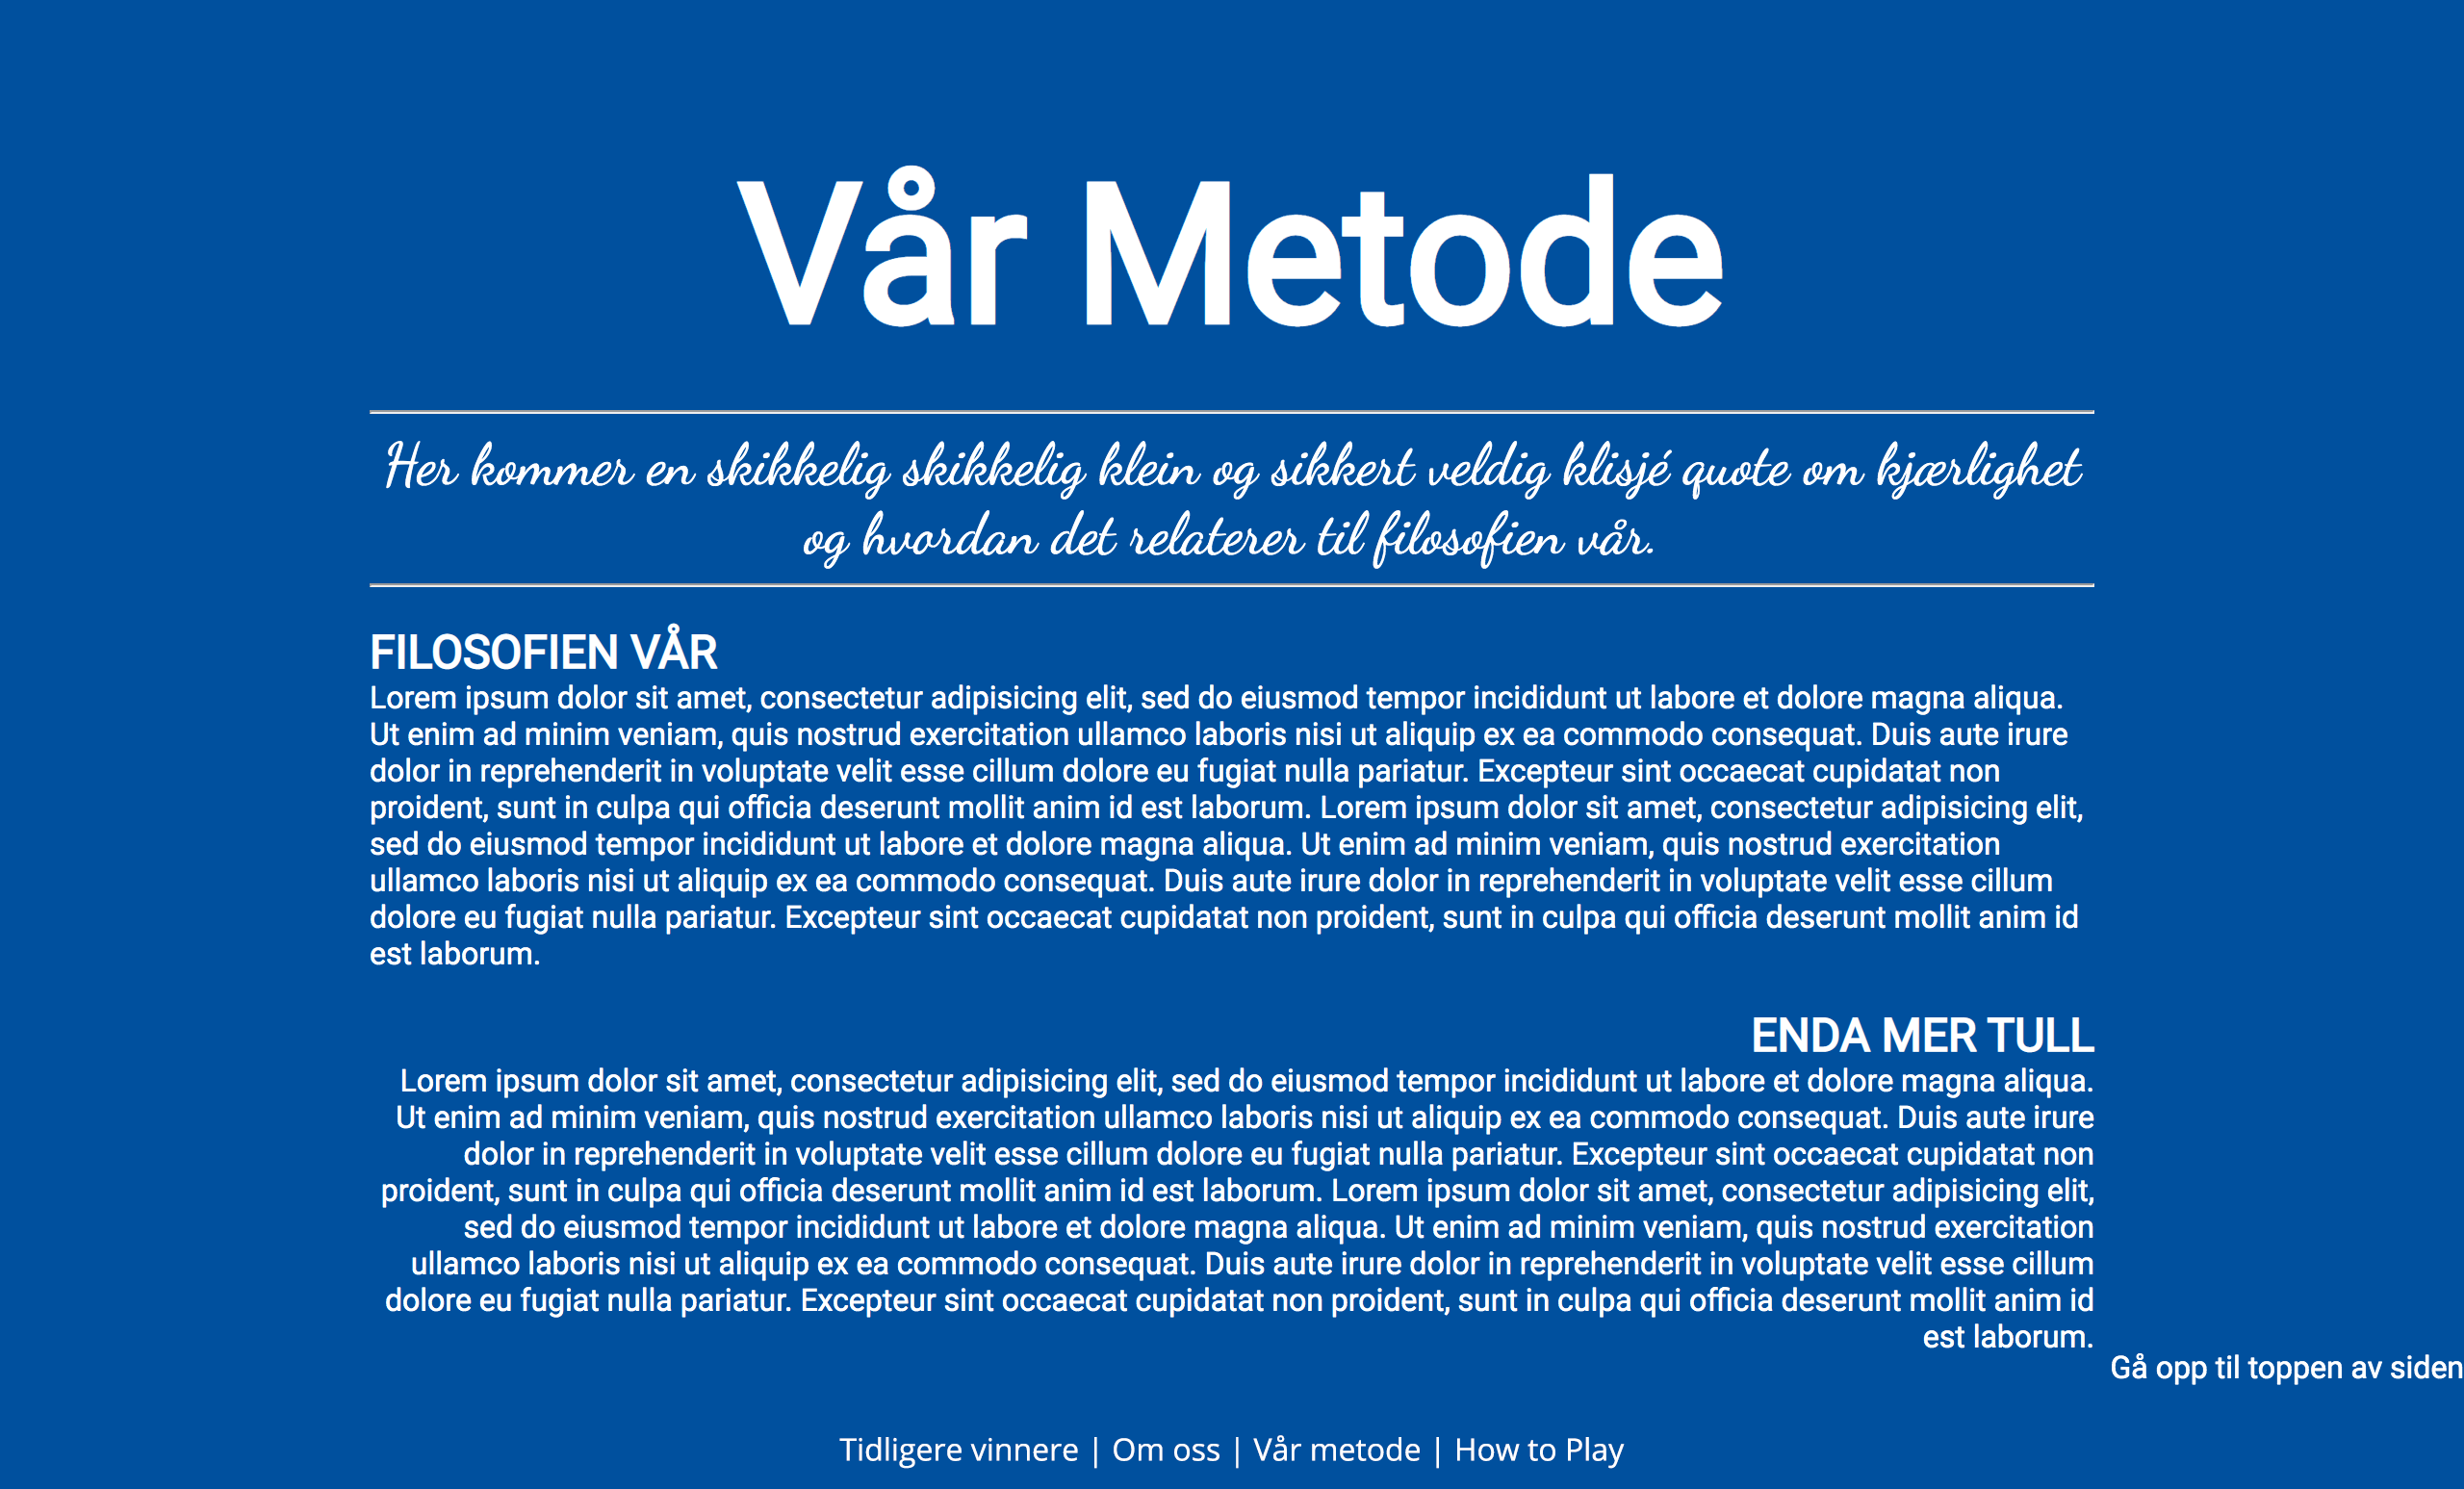 Vår Metode
Her kommer en skikkelig skikkelig klein og sikkert veldig klisjé quote om kjærlighet
og hvordan det relaterer til filosofien vår.
FILOSOFIEN VÅR
Lorem ipsum dolor sit amet, consectetur adipisicing elit, sed do eiusmod tempor incididunt ut labore et dolore magna aliqua.
Ut enim ad minim veniam, quis nostrud exercitation ullamco laboris nisi ut aliquip ex ea commodo consequat. Duis aute irure
dolor in reprehenderit in voluptate velit esse cillum dolore eu fugiat nulla pariatur. Excepteur sint occaecat cupidatat non
proident, sunt in culpa qui officia deserunt mollit anim id est laborum. Lorem ipsum dolor sit amet, consectetur adipisicing elit,
sed do eiusmod tempor incididunt ut labore et dolore magna aliqua. Ut enim ad minim veniam, quis nostrud exercitation
ullamco laboris nisi ut aliquip ex ea commodo consequat. Duis aute irure dolor in reprehenderit in voluptate velit esse cillum
dolore eu fugiat nulla pariatur. Excepteur sint occaecat cupidatat non proident, sunt in culpa qui officia deserunt mollit anim id
est laborum.
ENDA MER TULL
Lorem ipsum dolor sit amet, consectetur adipisicing elit, sed do eiusmod tempor incididunt ut labore et dolore magna aliqua.
Ut enim ad minim veniam, quis nostrud exercitation ullamco laboris nisi ut aliquip ex ea commodo consequat. Duis aute irure
dolor in reprehenderit in voluptate velit esse cillum dolore eu fugiat nulla pariatur. Excepteur sint occaecat cupidatat non
proident, sunt in culpa qui officia deserunt mollit anim id est laborum. Lorem ipsum dolor sit amet, consectetur adipisicing elit,
sed do eiusmod tempor incididunt ut labore et dolore magna aliqua. Ut enim ad minim veniam, quis nostrud exercitation
ullamco laboris nisi ut aliquip ex ea commodo consequat. Duis aute irure dolor in reprehenderit in voluptate velit esse cillum
dolore eu fugiat nulla pariatur. Excepteur sint occaecat cupidatat non proident, sunt in culpa qui officia deserunt mollit anim id
est laborum.
Gå opp til toppen av siden
Tidligere vinnere | Om oss | Vår metode | How to Play